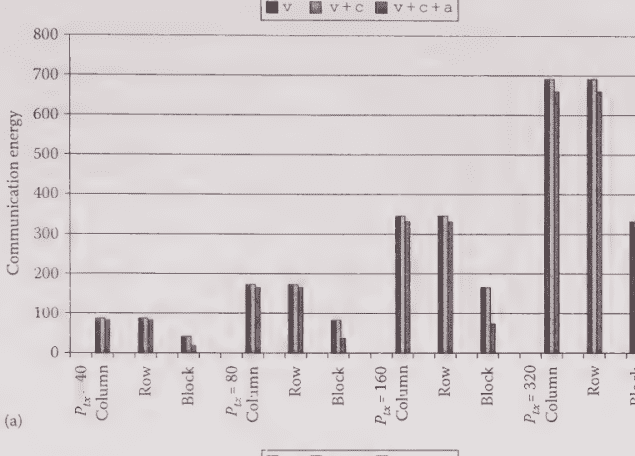 v v+c v+c+a
800
700
600
500
400
300
200
100
0
Communication energy
P_tx = 40
Column
Row
Block
P_tx = 80
Column
Row
Block
P_tx = 160
Column
Row
Block
P_tx = 320
Column
Row
(a)